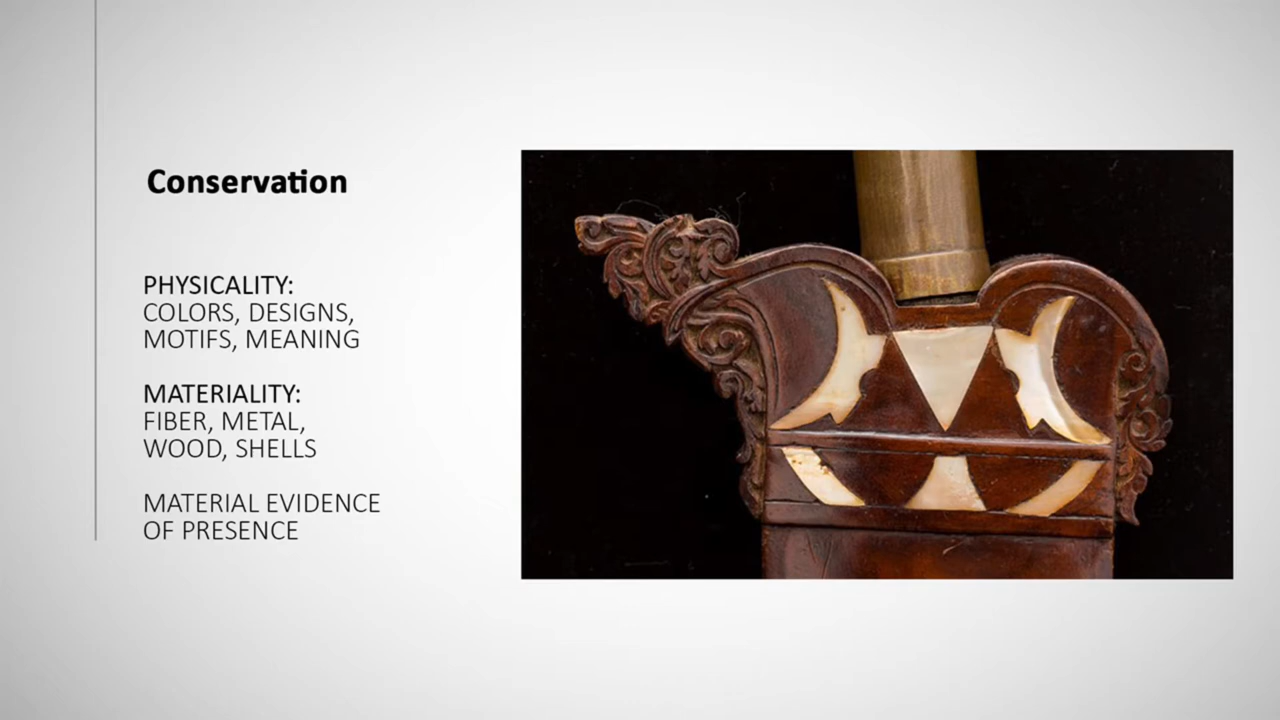 Conservation
PHYSICALITY:
COLORS, DESIGNS,
MOTIFS, MEANING
MATERIALITY:
FIBER, METAL,
WOOD, SHELLS
MATERIAL EVIDENCE
OF PRESENCE